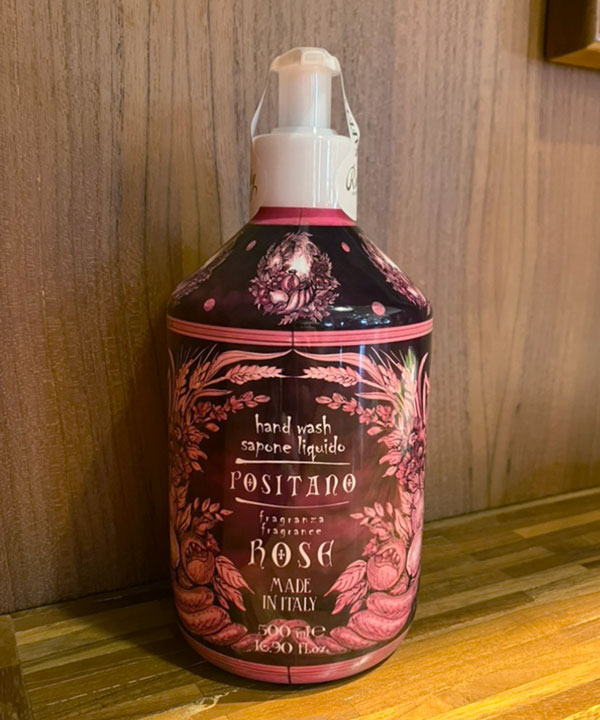 hand wash
sapone liquido
POSITANO
fragranza
fragrance
ROSE
MADE
IN ITALY
500 ml e
16.90 Fl.oz.